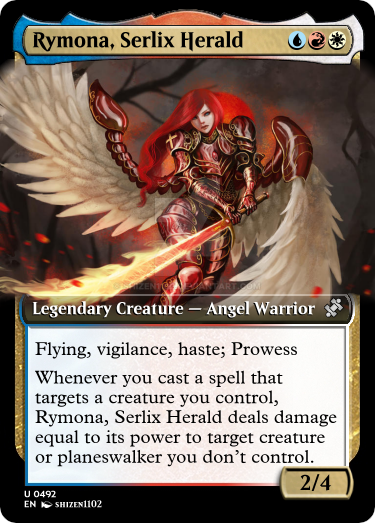 Rymona, Serlix Herald
Legendary Creature — Angel Warrior
Flying, vigilance, haste; Prowess
Whenever you cast a spell that
targets a creature you control,
Rymona, Serlix Herald deals damage
equal to its power to target creature
or planeswalker you don't control.
2/4
U 0492
EN SHIZEN1102